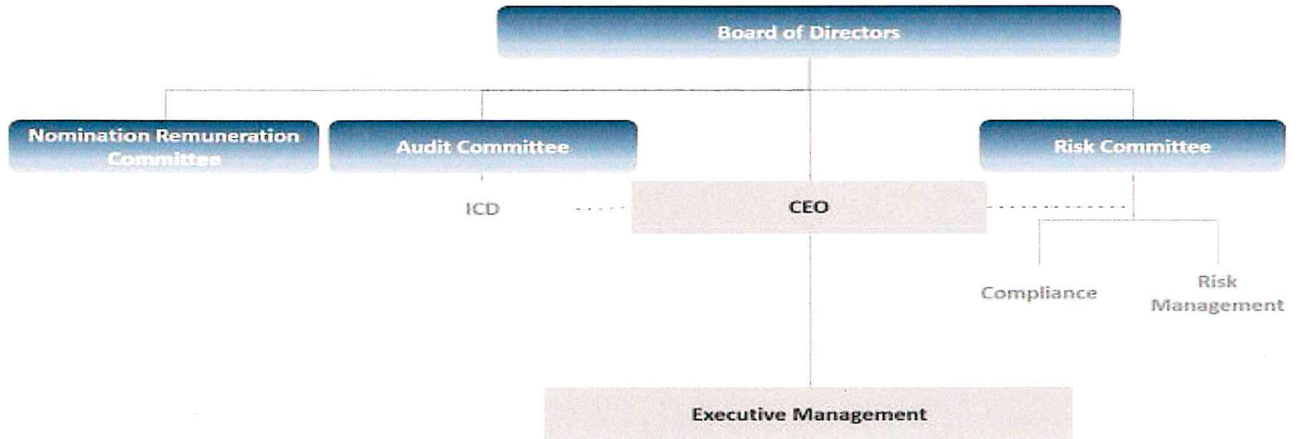 Board of Directors
Nomination Remuneration
Committee
Audit Committee
Risk Committee
ICD
CEO
Compliance
Risk
Management
Executive Management